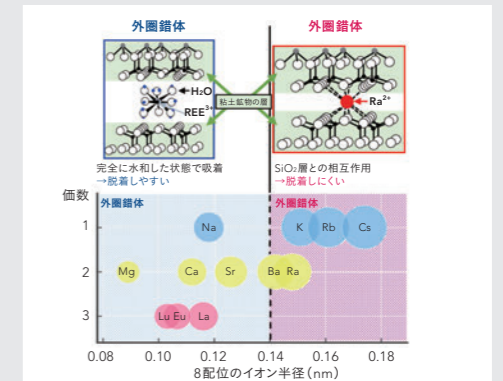 外圏錯体
外圏錯体
H₂O
REE³⁺
粘土鉱物の層
Ra²⁺
完全に水和した状態で吸着
→脱着しやすい
SiO₂層との相互作用
→脱着しにくい
価数
外圏錯体
外圏錯体
1
Na
K
Rb
Cs
2
Mg
Ca
Sr
Ba
Ra
3
Lu
Eu
La
0.08
0.10
0.12
0.14
0.16
0.18
8配位のイオン半径(nm)